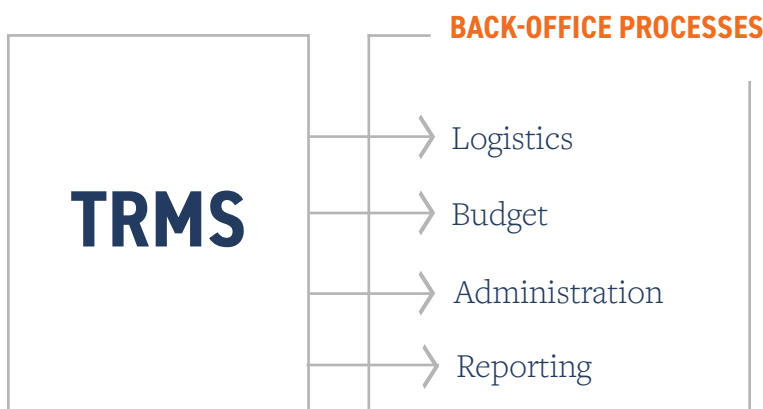 BACK-OFFICE PROCESSES
TRMS
Logistics
Budget
Administration
Reporting